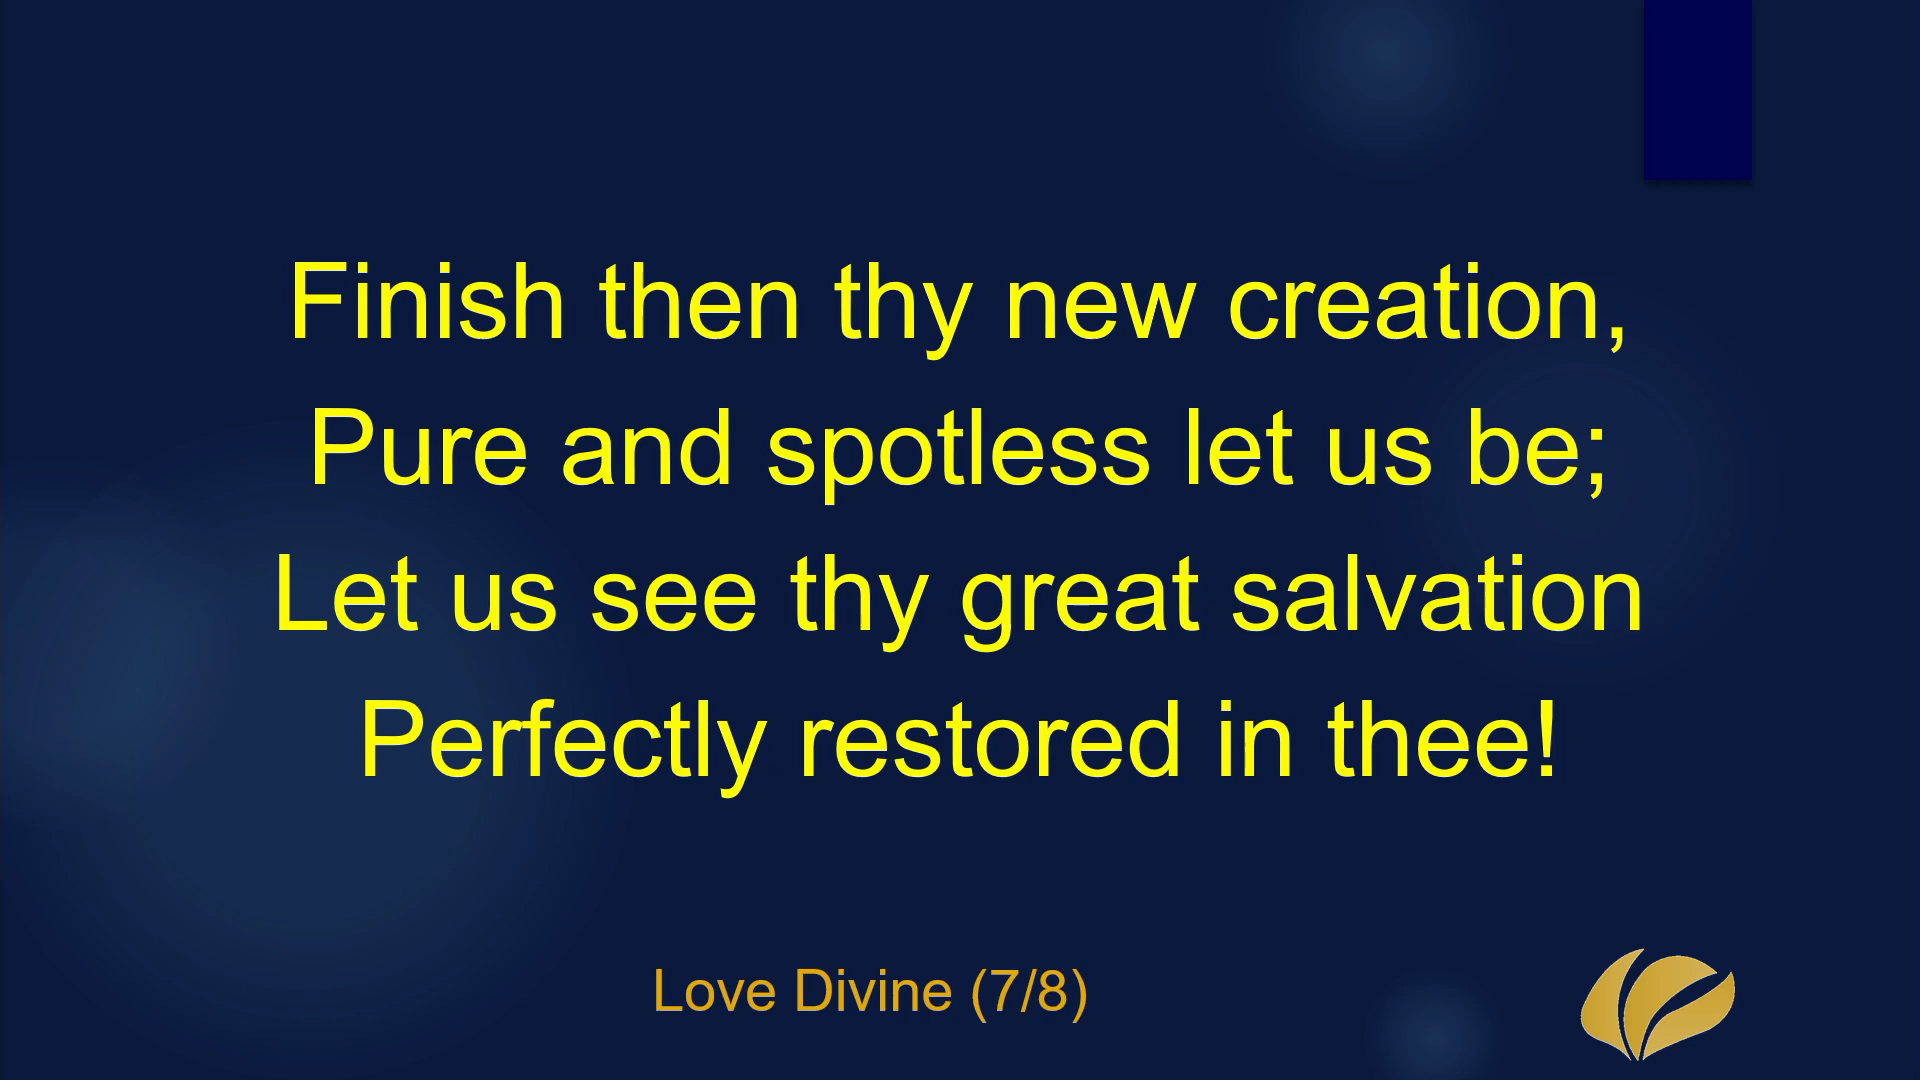 Finish then thy new creation,
Pure and spotless let us be;
Let us see thy great salvation
Perfectly restored in thee!
Love Divine (7/8)